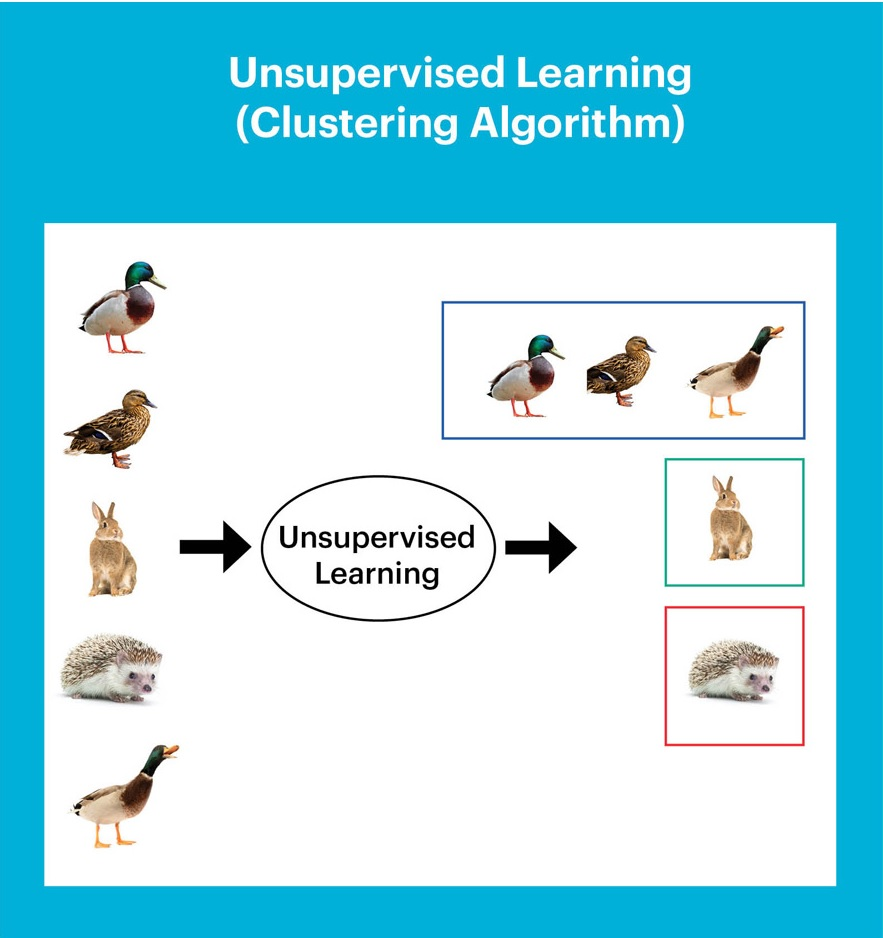 Unsupervised Learning
(Clustering Algorithm)
Unsupervised
Learning